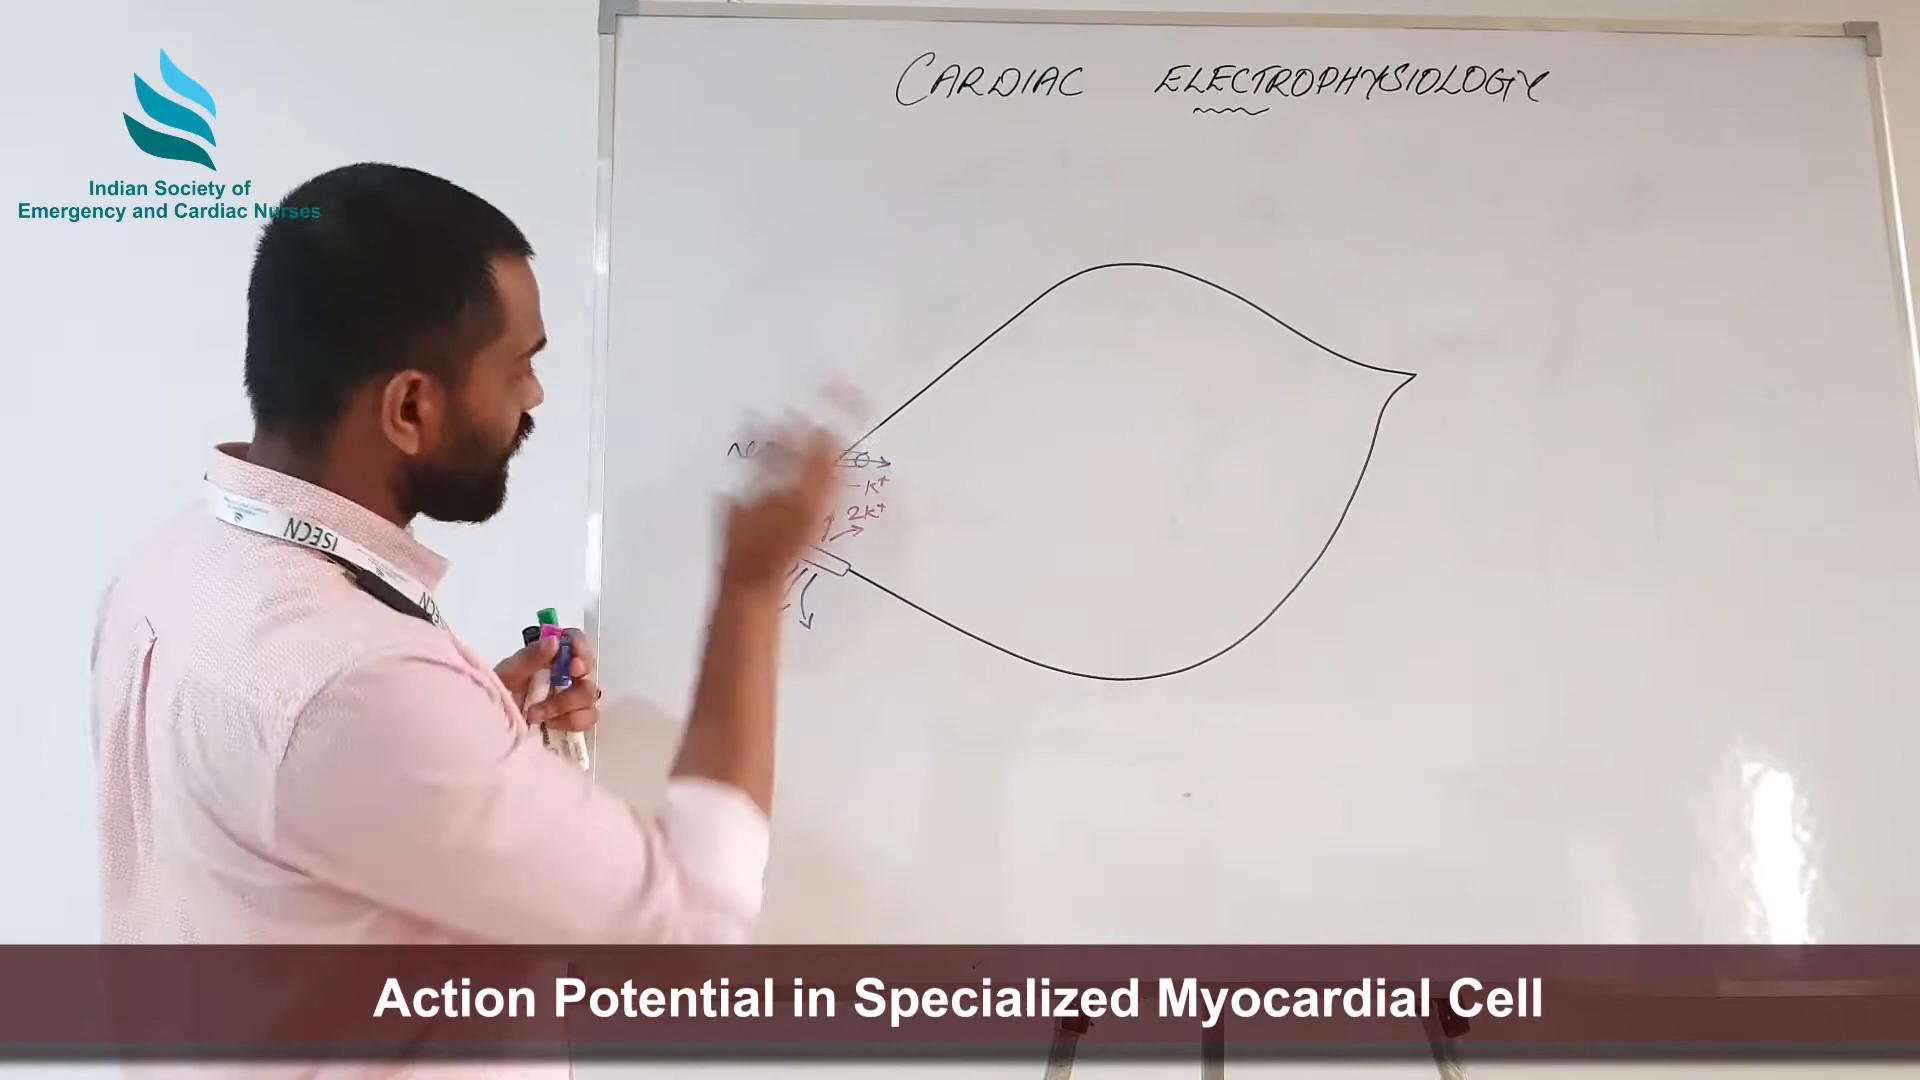 CARDIAC ELECTROPHYSIOLOGY
Indian Society of
Emergency and Cardiac Nurses
K+
2K+
ISECN
Action Potential in Specialized Myocardial Cell